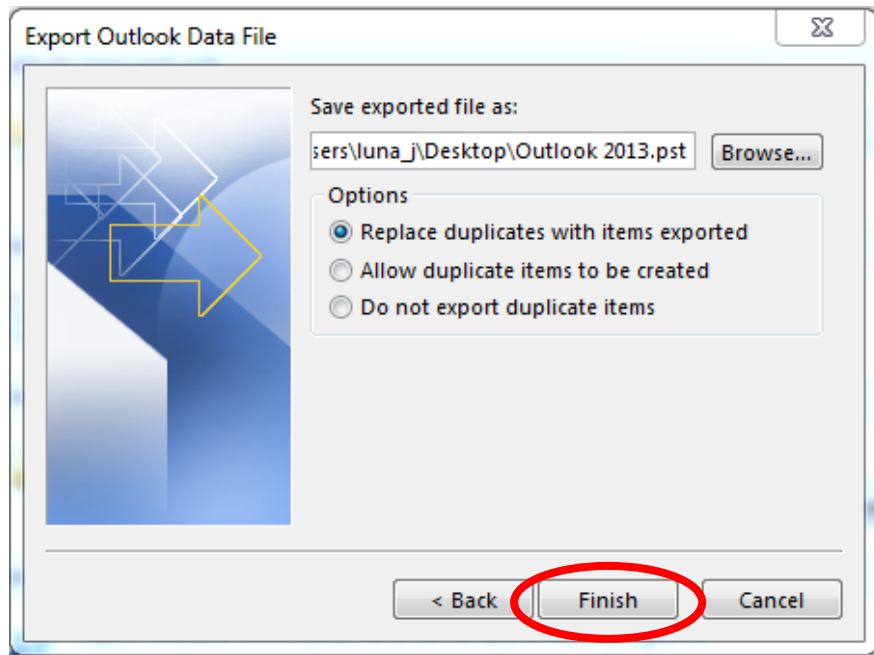 Export Outlook Data File
Save exported file as:
sers\luna_j\Desktop\Outlook 2013.pst
Browse...
Options
Replace duplicates with items exported
Allow duplicate items to be created
Do not export duplicate items
< Back
Finish
Cancel